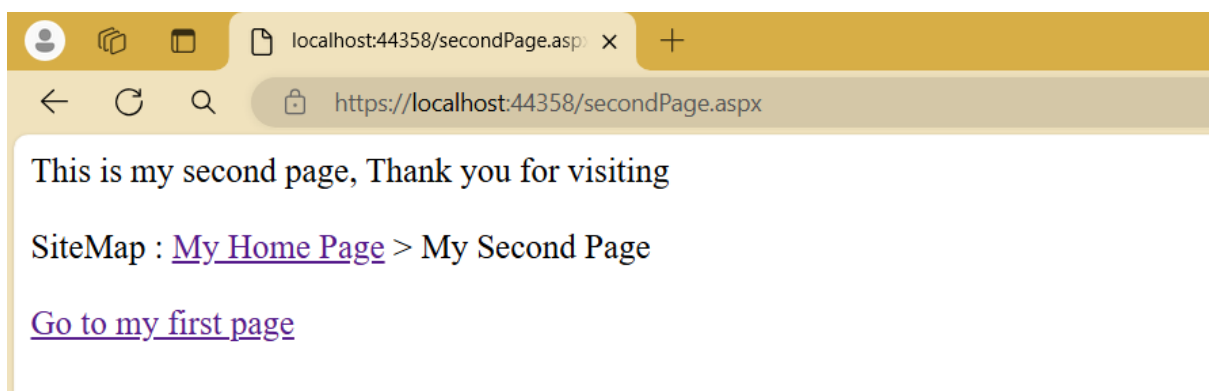 localhost:44358/secondPage.asp
https://localhost:44358/secondPage.aspx
This is my second page, Thank you for visiting
SiteMap : My Home Page > My Second Page
Go to my first page